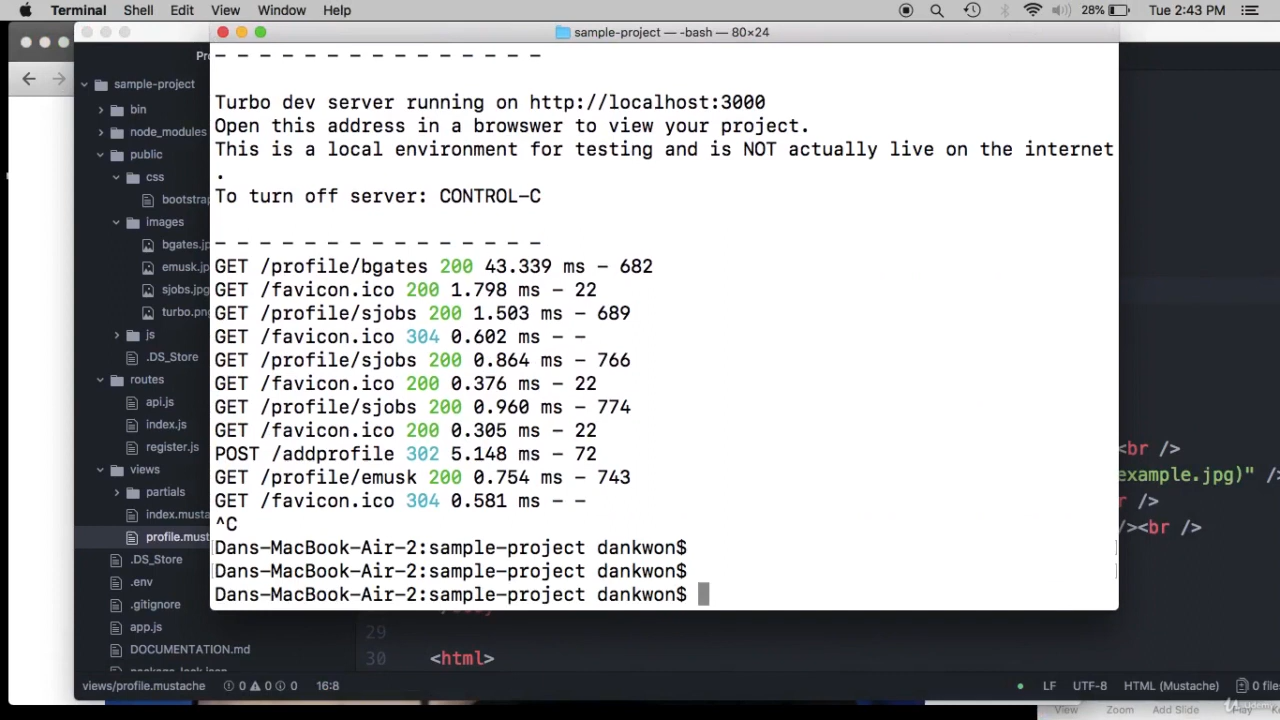 Terminal Shell Edit View Window Help 28% Tue 2:43 PM
sample-project — -bash — 80×24
Pr
sample-project
bin
node_modules
public
css
bootstrap
images
bgates.jp
emusk.jp
sjobs.jpg
turbo.png
js
.DS_Store
routes
api.js
index.js
register.js
views
partials
index.musta
profile.must
.DS_Store
.env
.gitignore
app.js
DOCUMENTATION.md
- - - - - - - - - - - - - - -
Turbo dev server running on http://localhost:3000
Open this address in a browswer to view your project.
This is a local environment for testing and is NOT actually live on the internet
.
To turn off server: CONTROL-C
- - - - - - - - - - - - - - -
GET /profile/bgates 200 43.339 ms - 682
GET /favicon.ico 200 1.798 ms - 22
GET /profile/sjobs 200 1.503 ms - 689
GET /favicon.ico 304 0.602 ms - -
GET /profile/sjobs 200 0.864 ms - 766
GET /favicon.ico 200 0.376 ms - 22
GET /profile/sjobs 200 0.960 ms - 774
GET /favicon.ico 200 0.305 ms - 22
POST /addprofile 302 5.148 ms - 72
GET /profile/emusk 200 0.754 ms - 743
GET /favicon.ico 304 0.581 ms - -
^C
Dans-MacBook-Air-2:sample-project dankwon$
Dans-MacBook-Air-2:sample-project dankwon$
Dans-MacBook-Air-2:sample-project dankwon$
<br />
example.jpg)" />
r />
/><br />
29
30 <html>
views/profile.mustache 0 0 0 16:8 LF UTF-8 HTML (Mustache) 0 files
View Zoom Add Slide Play
Udemy